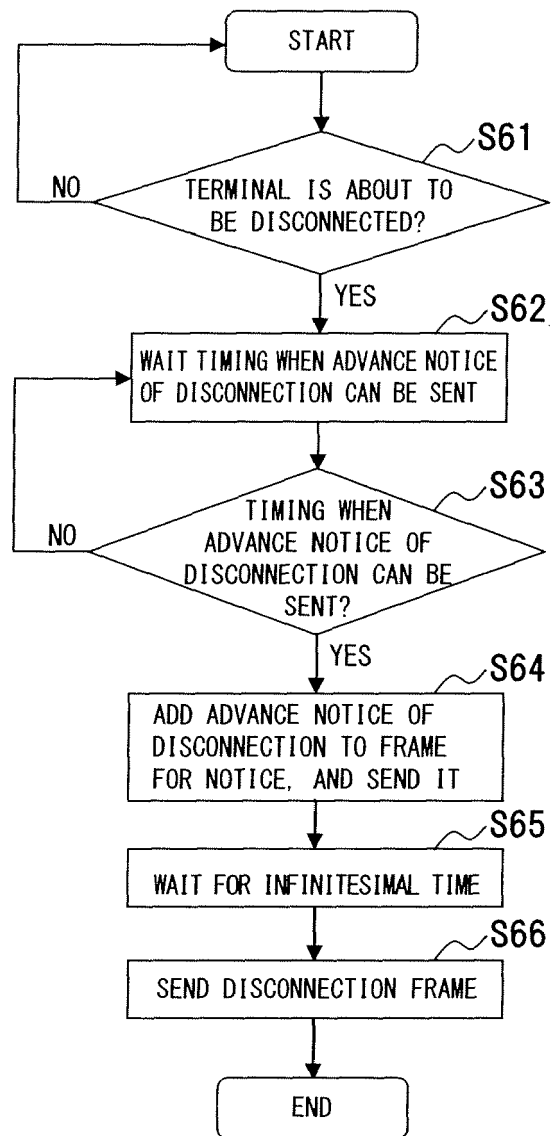 START
S61
TERMINAL IS ABOUT TO
BE DISCONNECTED?
NO
YES
S62
WAIT TIMING WHEN ADVANCE NOTICE
OF DISCONNECTION CAN BE SENT
S63
TIMING WHEN
ADVANCE NOTICE OF
DISCONNECTION CAN BE
SENT?
NO
YES
S64
ADD ADVANCE NOTICE OF
DISCONNECTION TO FRAME
FOR NOTICE, AND SEND IT
S65
WAIT FOR INFINITESIMAL TIME
S66
SEND DISCONNECTION FRAME
END